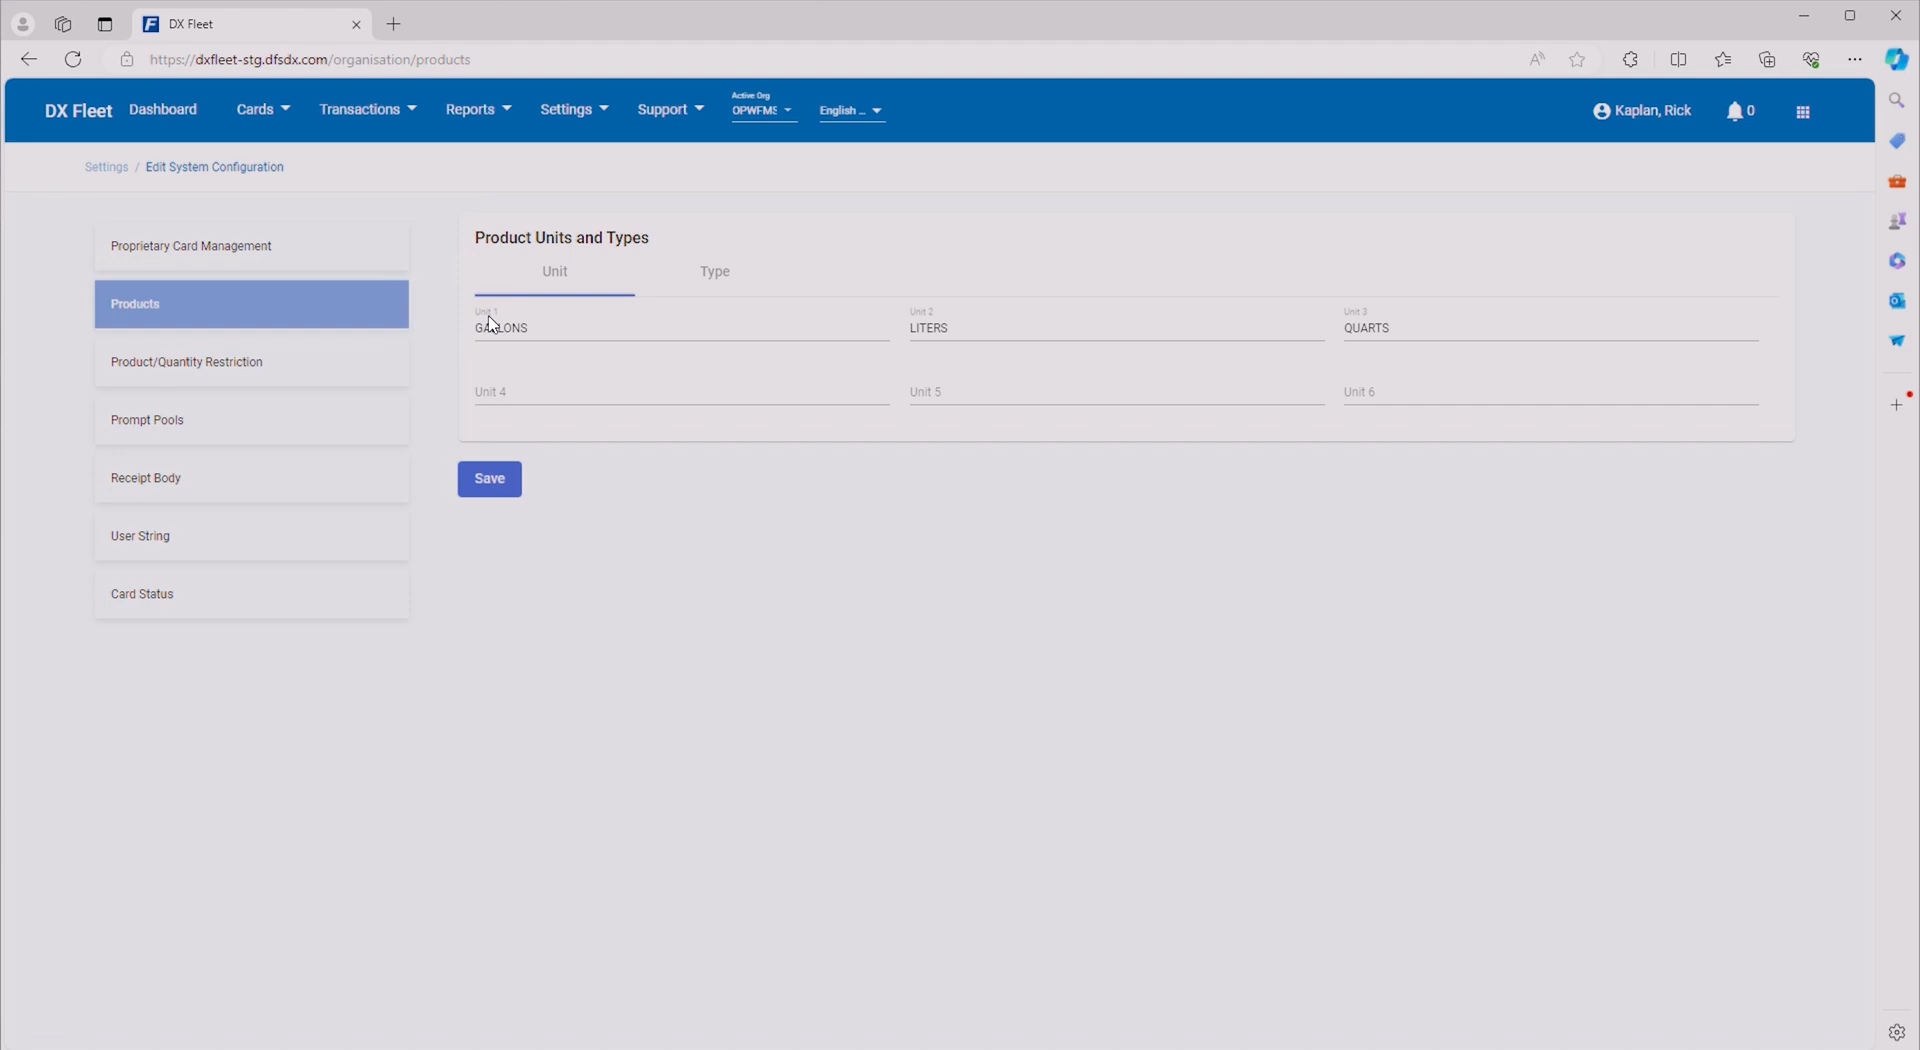 DX Fleet
https://dxfleet-stg.dfsdx.com/organisation/products
DX Fleet Dashboard Cards Transactions Reports Settings Support Active Org OPWFMS English ... Kaplan, Rick 0
Settings / Edit System Configuration
Proprietary Card Management
Products
Product/Quantity Restriction
Prompt Pools
Receipt Body
User String
Card Status
Product Units and Types
Unit Type
Unit 1 Unit 2 Unit 3
GALLONS LITERS QUARTS
Unit 4 Unit 5 Unit 6
Save